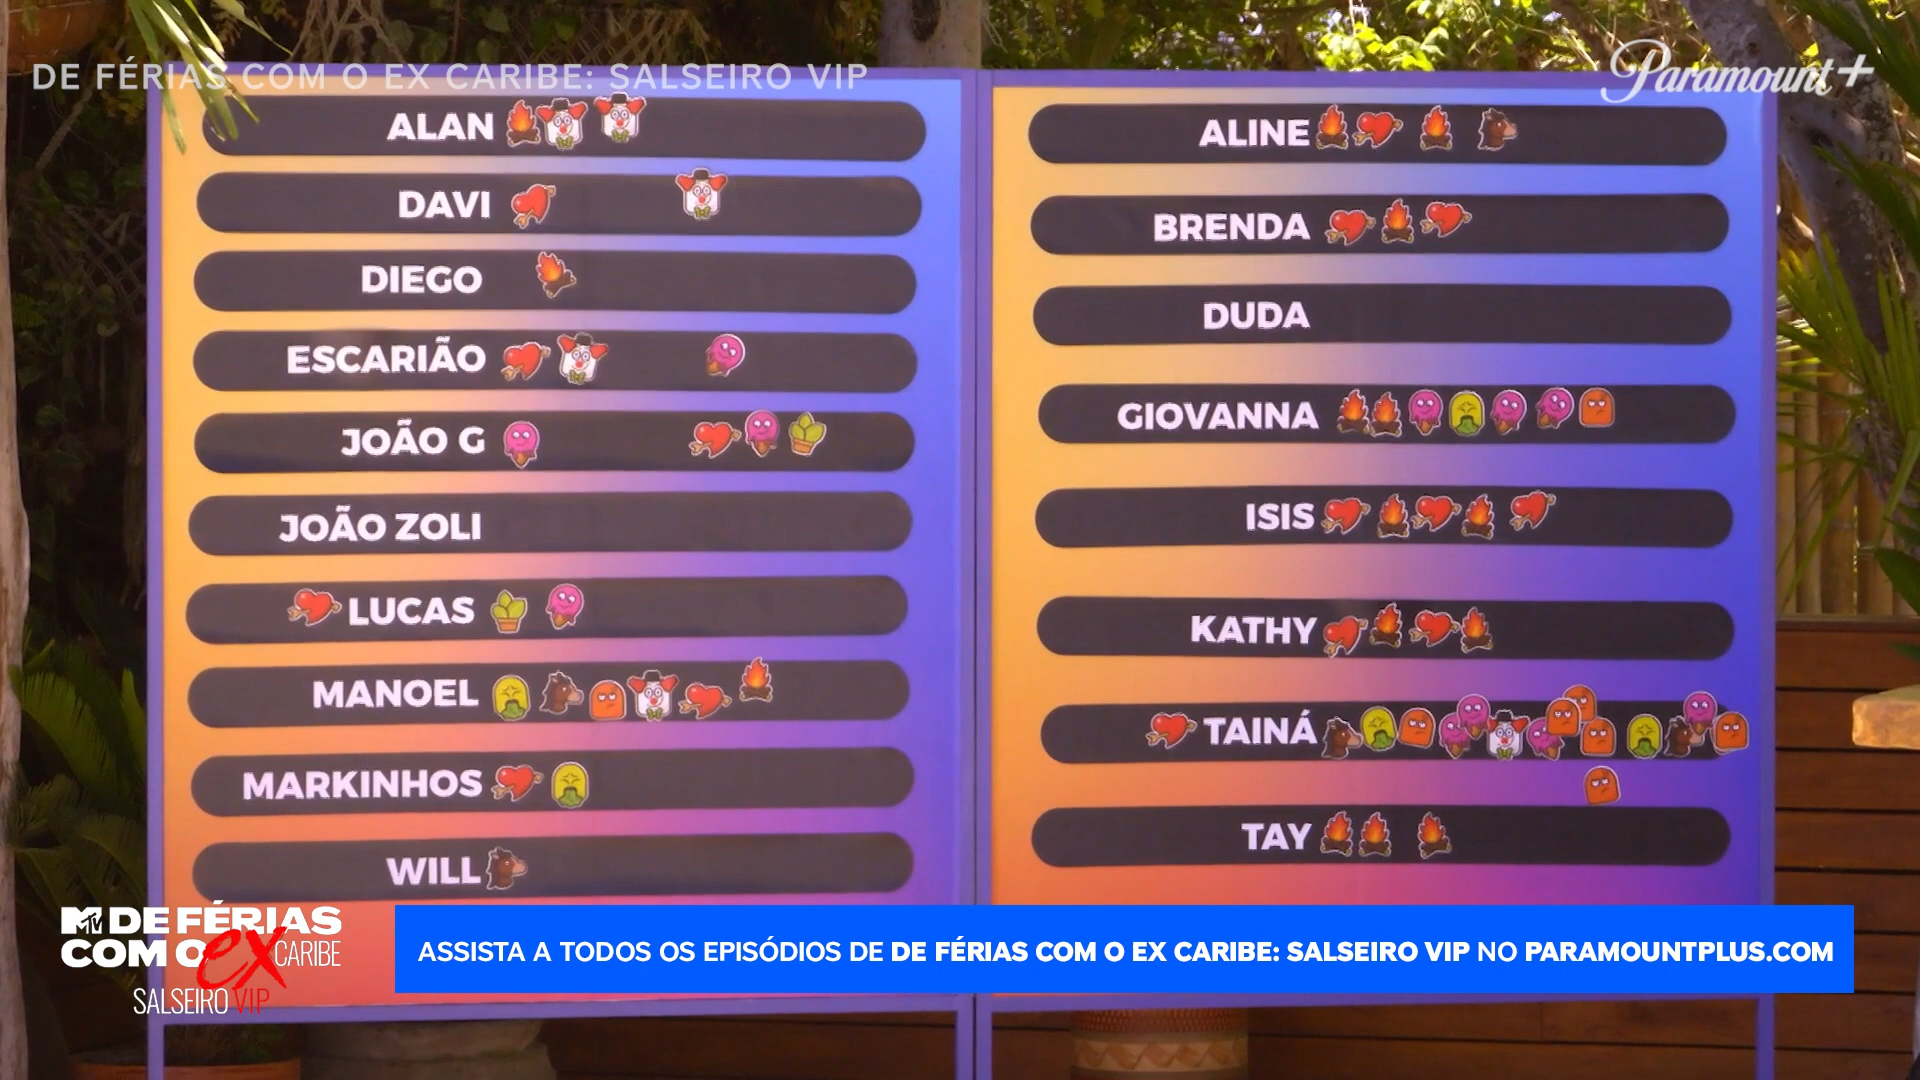 DE FÉRIAS COM O EX CARIBE: SALSEIRO VIP
Paramount+
ALAN
DAVI
DIEGO
ESCARIÃO
JOÃO G
JOÃO ZOLI
LUCAS
MANOEL
MARKINHOS
WILL
ALINE
BRENDA
DUDA
GIOVANNA
ISIS
KATHY
TAINÁ
TAY
MTV DE FÉRIAS
COM O ex CARIBE
SALSEIRO VIP
ASSISTA A TODOS OS EPISÓDIOS DE DE FÉRIAS COM O EX CARIBE: SALSEIRO VIP NO PARAMOUNTPLUS.COM